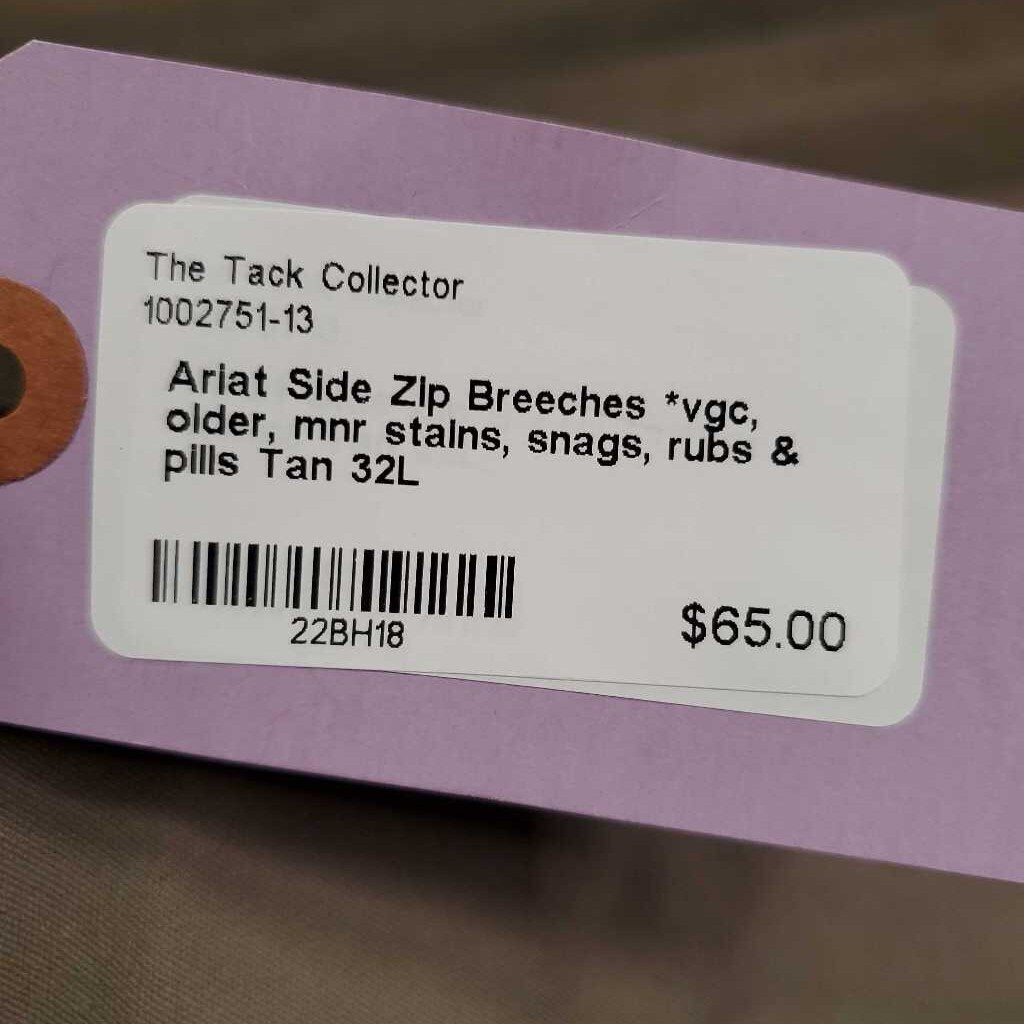 The Tack Collector
1002751-13
Ariat Side Zip Breeches *vgc,
older, mnr stains, snags, rubs &
pills Tan 32L
22BH18
$65.00